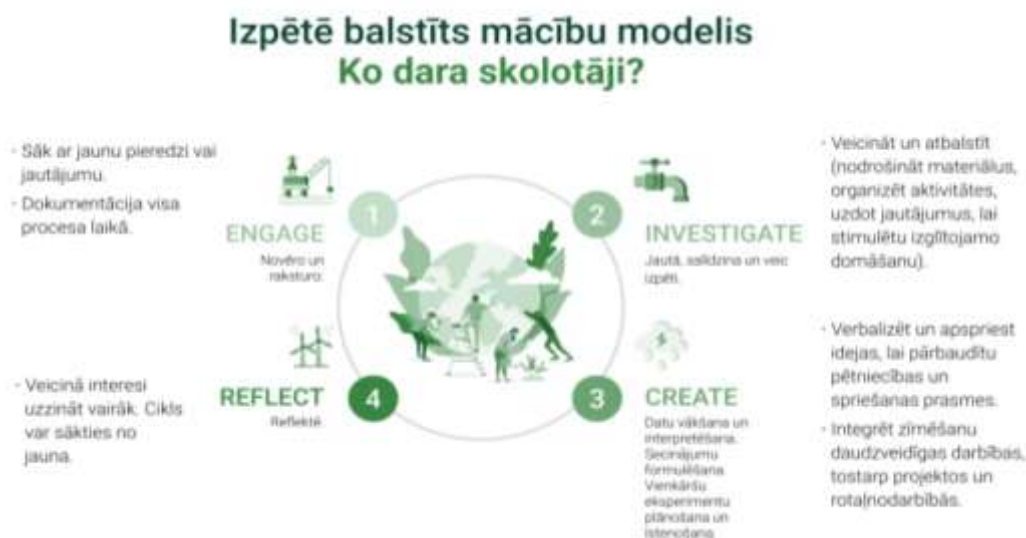 Izpētē balstīts mācību modelis
Ko dara skolotāji?
· Sāk ar jaunu pieredzi vai
jautājumu.
· Dokumentācija visa
procesa laikā.
1
ENGAGE
Novēro un
raksturo.
2
INVESTIGATE
Jautā, salīdzina un veic
izpēti.
· Veicināt un atbalstīt
(nodrošināt materiālus,
organizēt aktivitātes,
uzdot jautājumus, lai
stimulētu izglītojamo
domāšanu).
· Veicinā interesi
uzzināt vairāk. Cikls
var sākties no
jauna.
REFLECT
4
Reflektē.
3
CREATE
Datu vākšana un
interpretēšana.
Secinājumu
formulēšana.
Vienkāršu
eksperimentu
plānošana un
īstenošana.
· Verbalizēt un apspriest
idejas, lai pārbaudītu
pētniecības un
spriešanas prasmes.
· Integrēt zīmēšanu
daudzveidīgas darbības,
tostarp projektos un
rotaļnodarbībās.